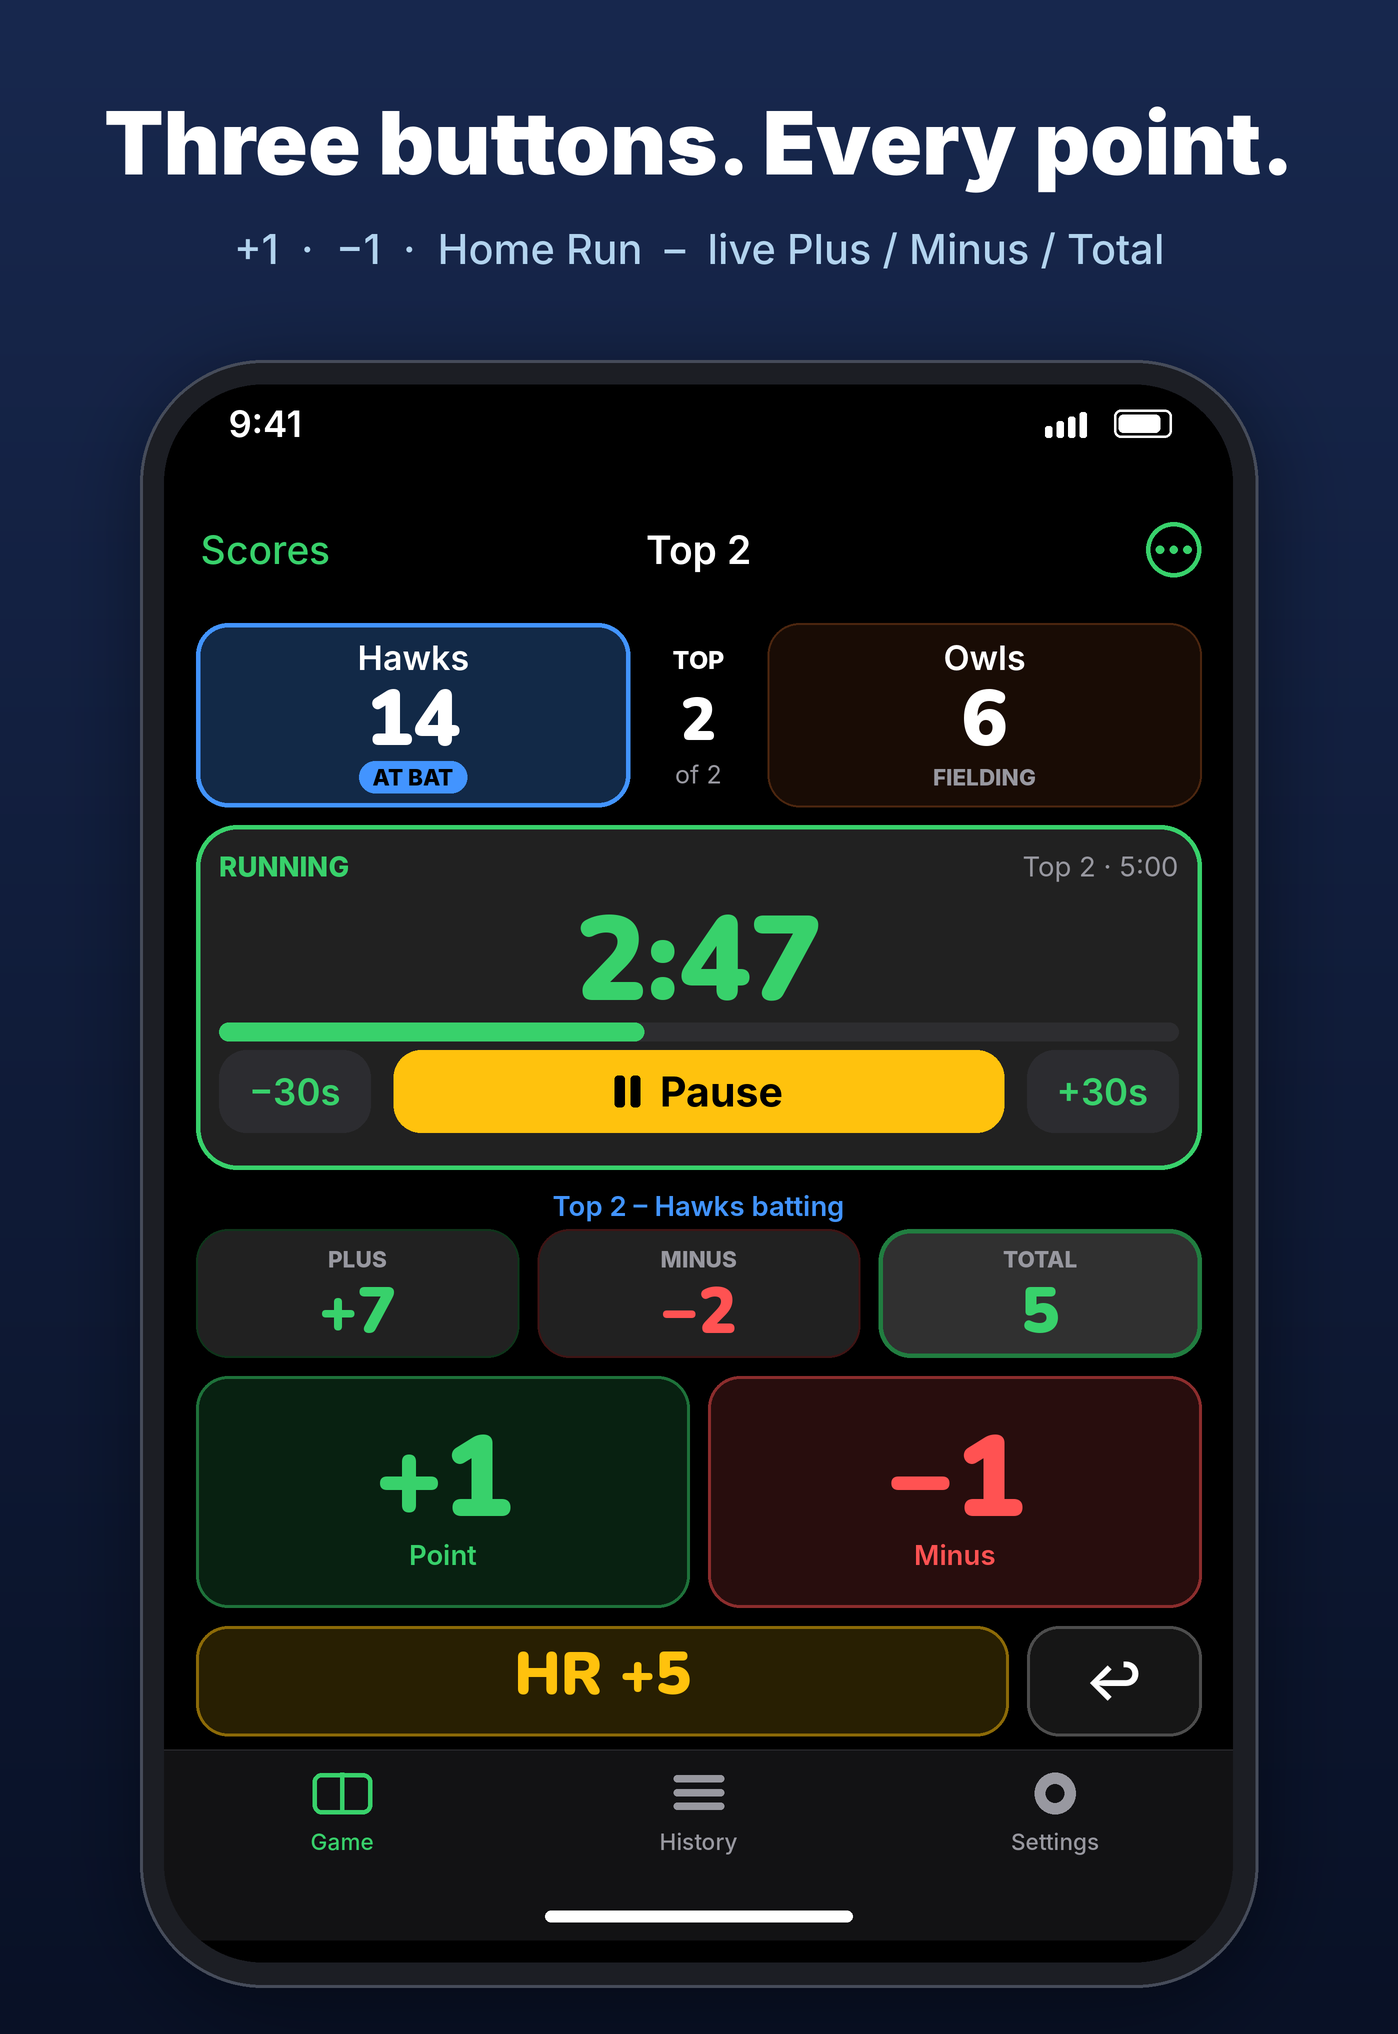 Three buttons. Every point.
+1 · −1 · Home Run – live Plus / Minus / Total
9:41
Scores
Top 2
Hawks
14
AT BAT
TOP
2
of 2
Owls
6
FIELDING
RUNNING
Top 2 · 5:00
2:47
−30s
Pause
+30s
Top 2 – Hawks batting
PLUS
+7
MINUS
−2
TOTAL
5
+1
Point
−1
Minus
HR +5
Game
History
Settings